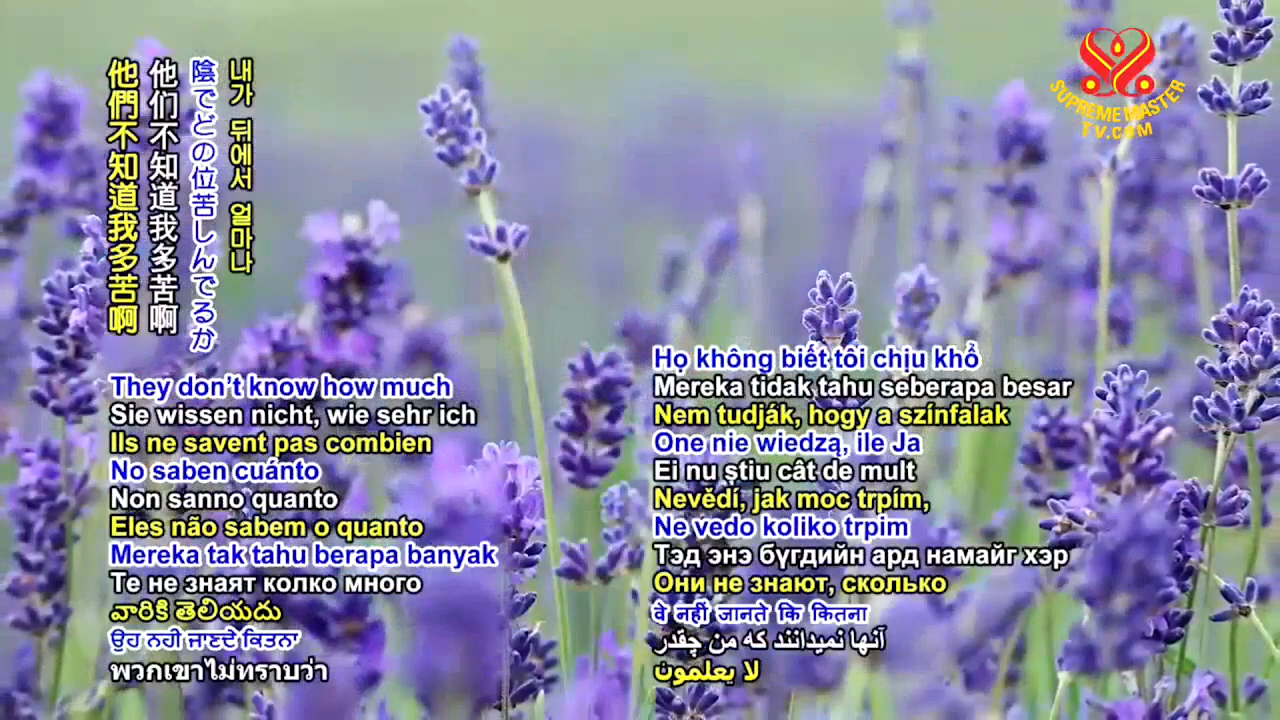 他們不知道我多苦啊
他们不知道我多苦啊
陰でどの位苦しんでるか
내가 뒤에서 얼마나
They don't know how much
Sie wissen nicht, wie sehr ich
Ils ne savent pas combien
No saben cuánto
Non sanno quanto
Eles não sabem o quanto
Mereka tak tahu berapa banyak
Те не знаят колко много
వారికి తెలియదు
ਉਹ ਨਹੀ ਜਾਣਦੇ ਕਿਤਨਾ
พวกเขาไม่ทราบว่า
Họ không biết tôi chịu khổ
Mereka tidak tahu seberapa besar
Nem tudják, hogy a színfalak
One nie wiedzą, ile Ja
Ei nu știu cât de mult
Nevědí, jak moc trpím,
Ne vedo koliko trpim
Тэд энэ бүгдийн ард намайг хэр
Они не знают, сколько
वे नहीं जानते कि कितना
آنها نمیدانند که من چقدر
لا يعلمون
SUPREME MASTER
TV.COM